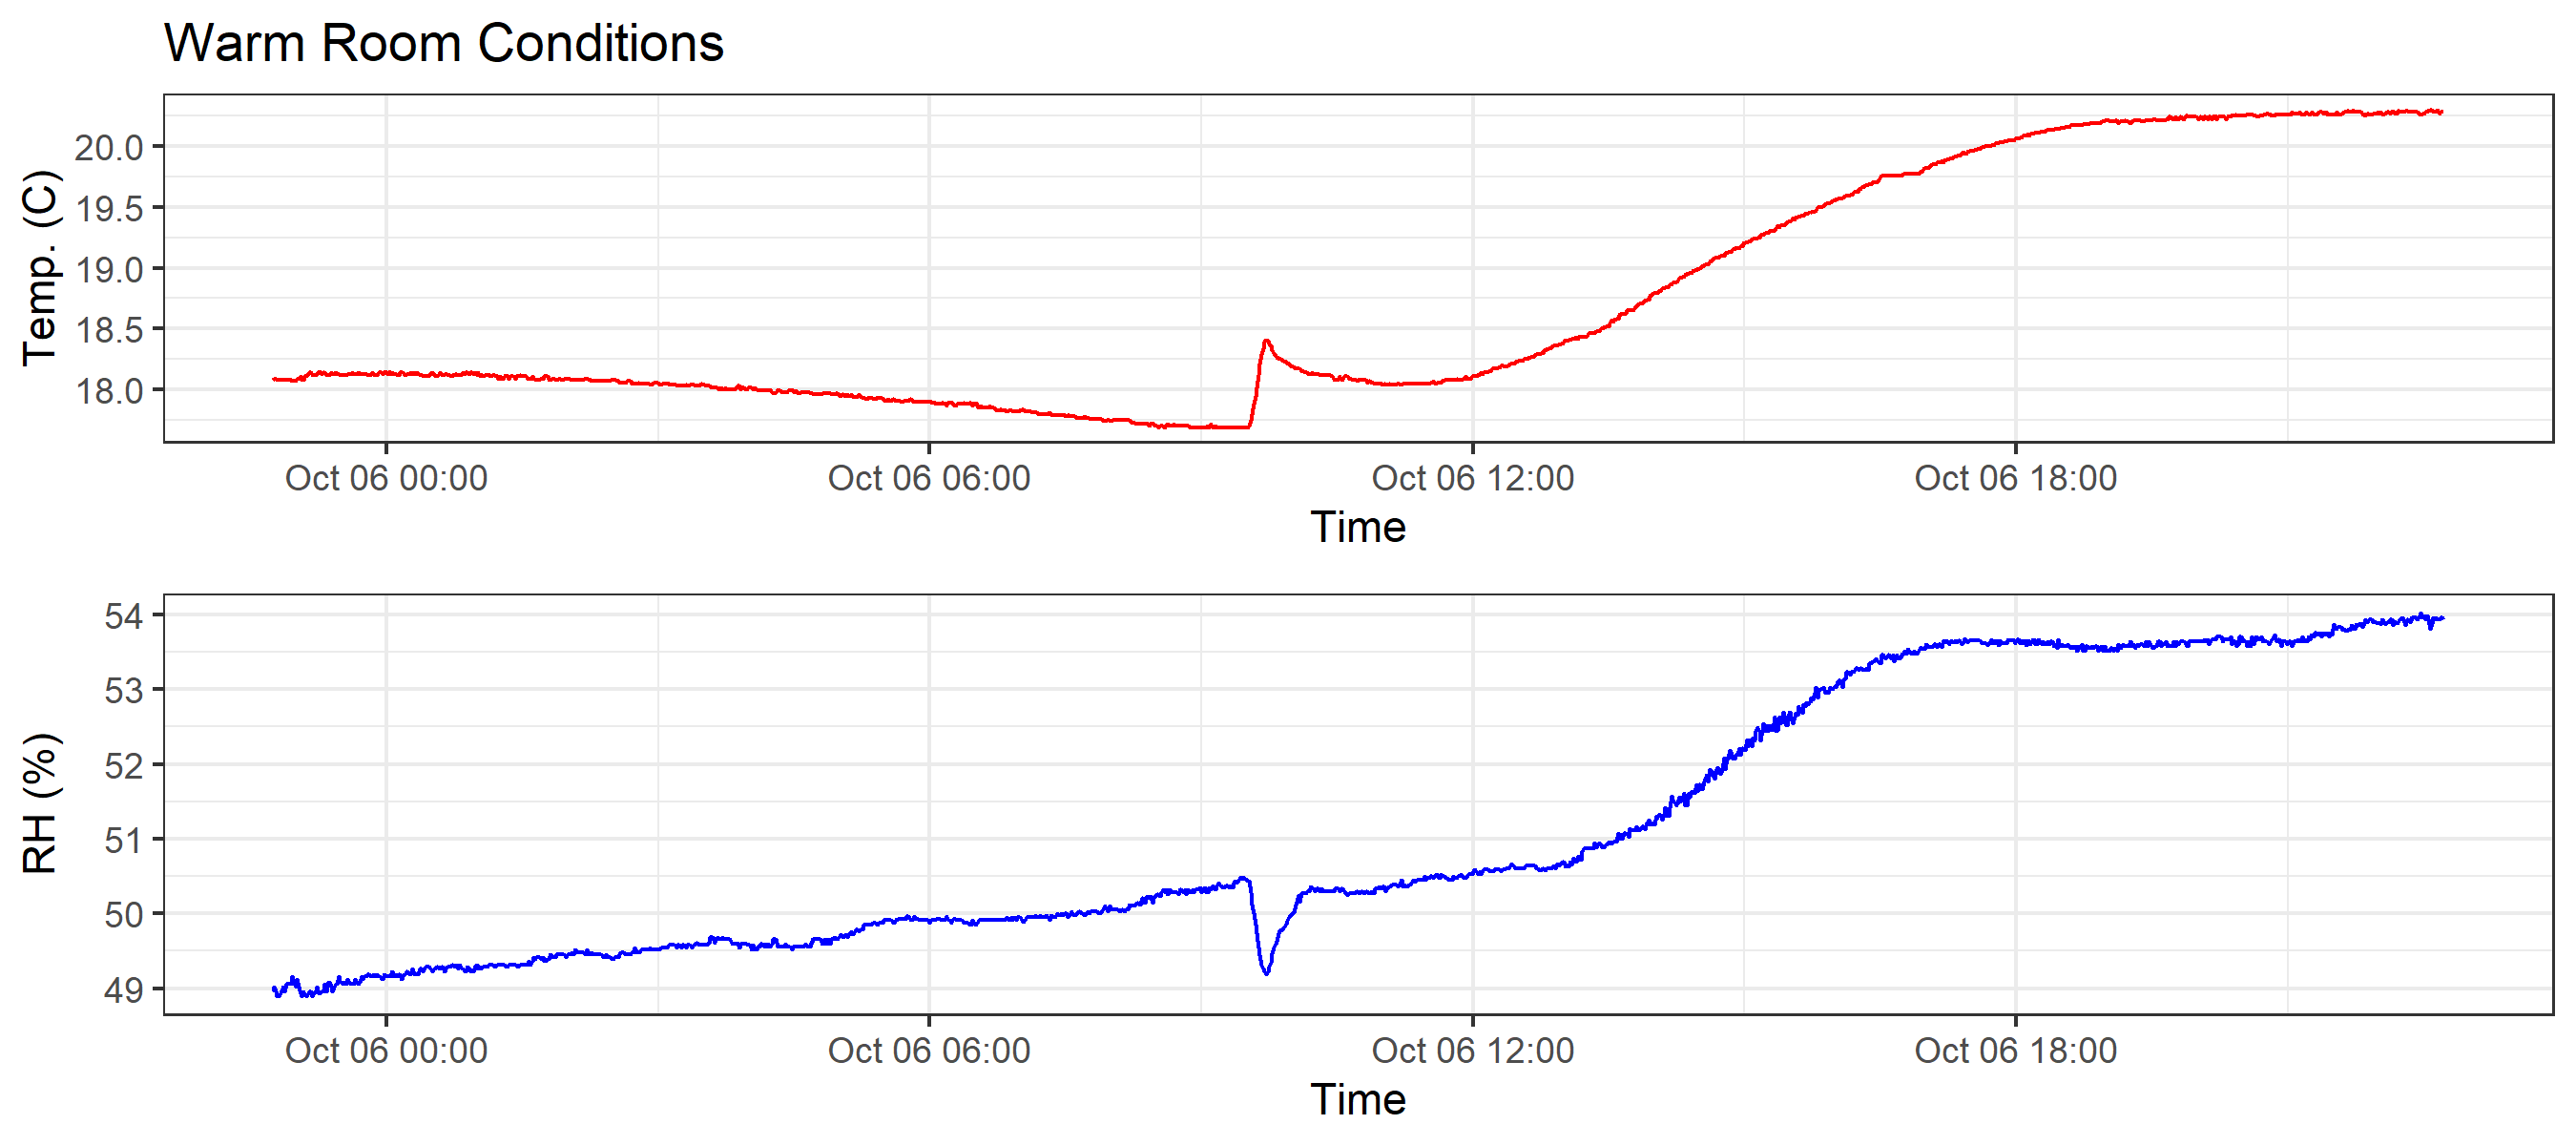 Warm Room Conditions
Temp. (C)
20.0
19.5
19.0
18.5
18.0
Oct 06 00:00 Oct 06 06:00 Oct 06 12:00 Oct 06 18:00
Time
RH (%)
54
53
52
51
50
49
Oct 06 00:00 Oct 06 06:00 Oct 06 12:00 Oct 06 18:00
Time